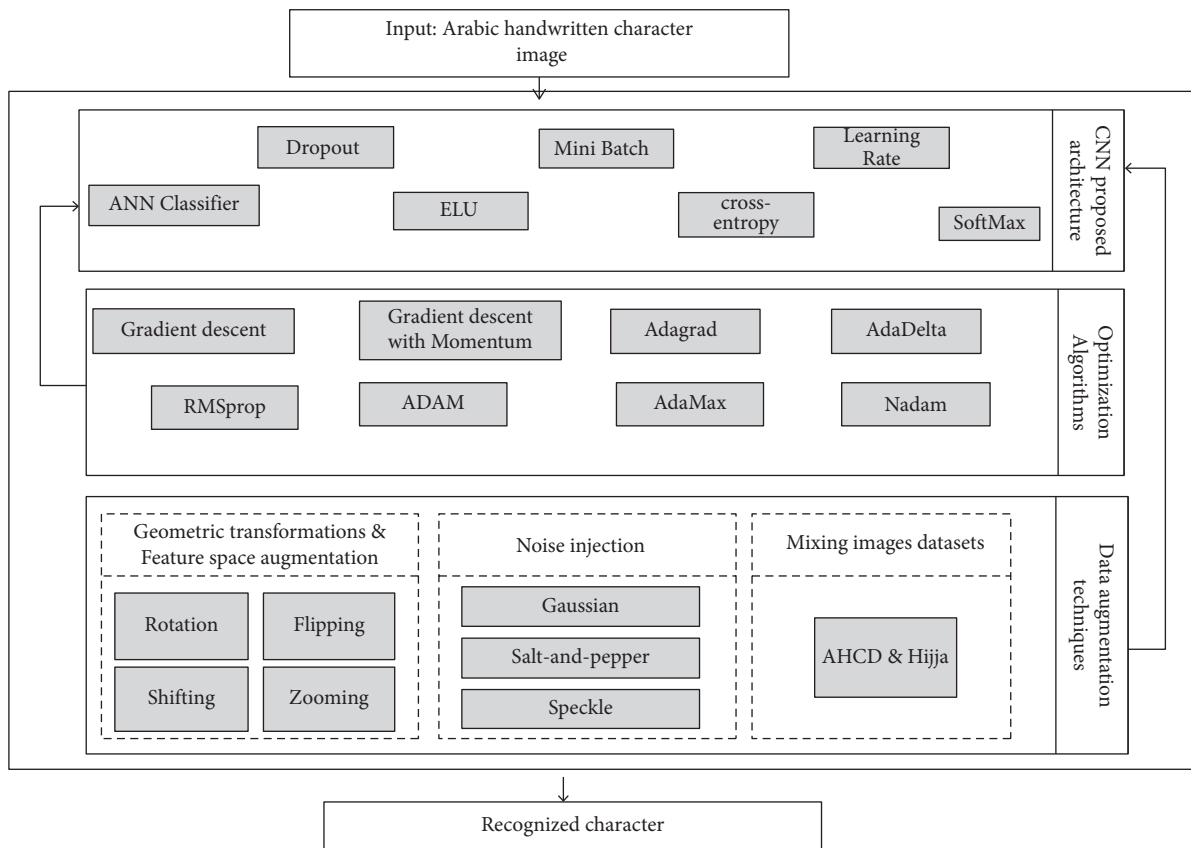 Input: Arabic handwritten character
image
Dropout
Mini Batch
Learning
Rate
ANN Classifier
ELU
cross-
entropy
SoftMax
CNN proposed
architecture
Gradient descent
Gradient descent
with Momentum
Adagrad
AdaDelta
RMSprop
ADAM
AdaMax
Nadam
Optimization
Algorithms
Geometric transformations &
Feature space augmentation
Rotation
Flipping
Shifting
Zooming
Noise injection
Gaussian
Salt-and-pepper
Speckle
Mixing images datasets
AHCD & Hijja
Data augmentation
techniques
Recognized character